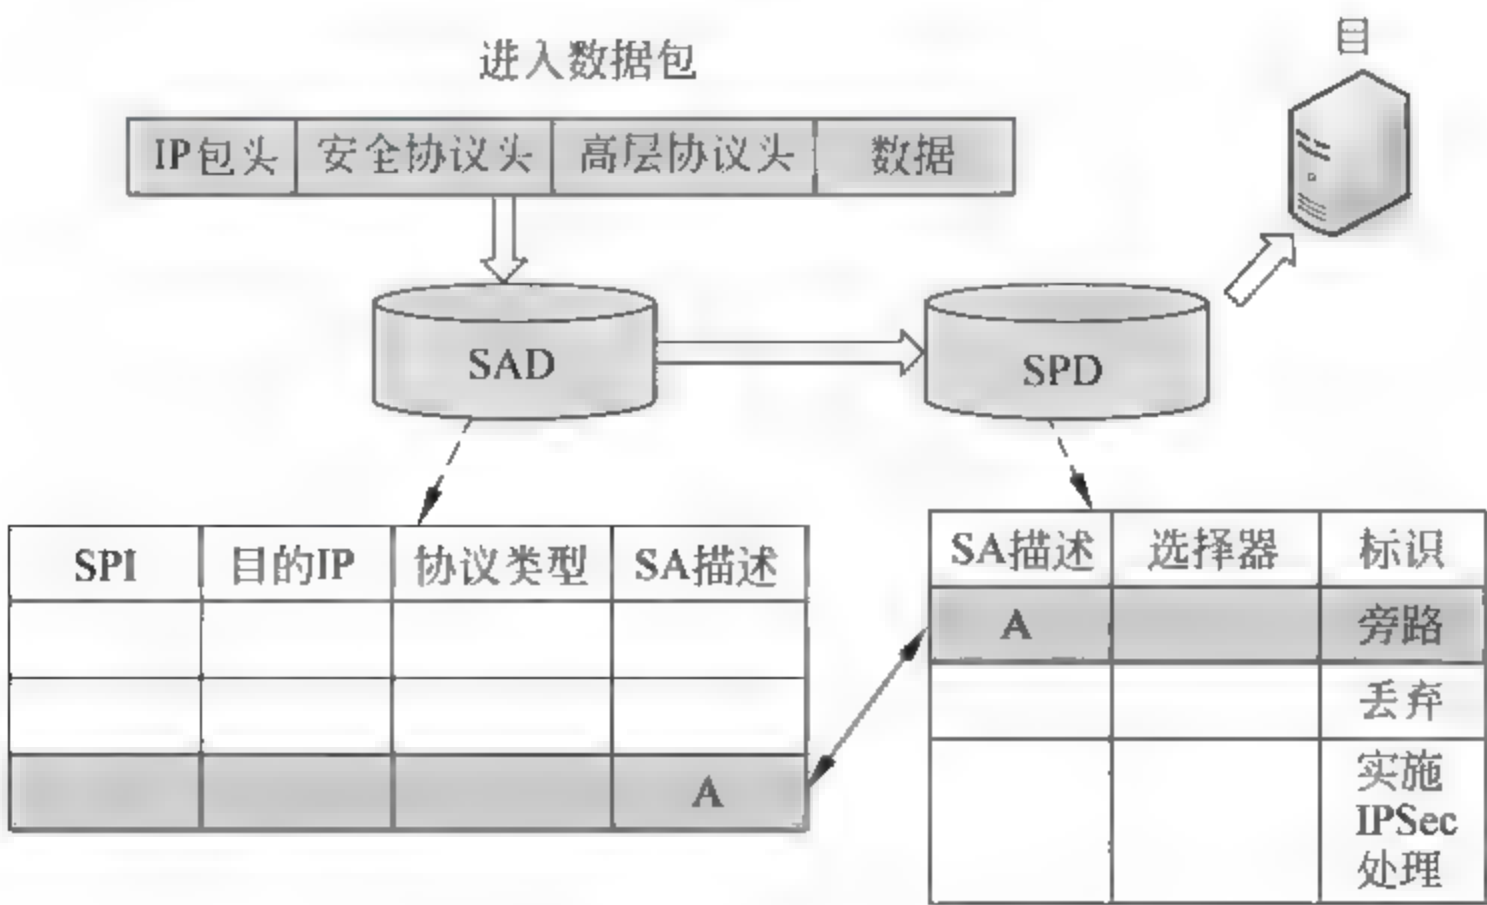 目
进入数据包
IP包头 安全协议头 高层协议头 数据
SAD
SPD
SPI 目的IP 协议类型 SA描述
A
SA描述 选择器 标识
A 旁路
丢弃
实施
IPSec
处理